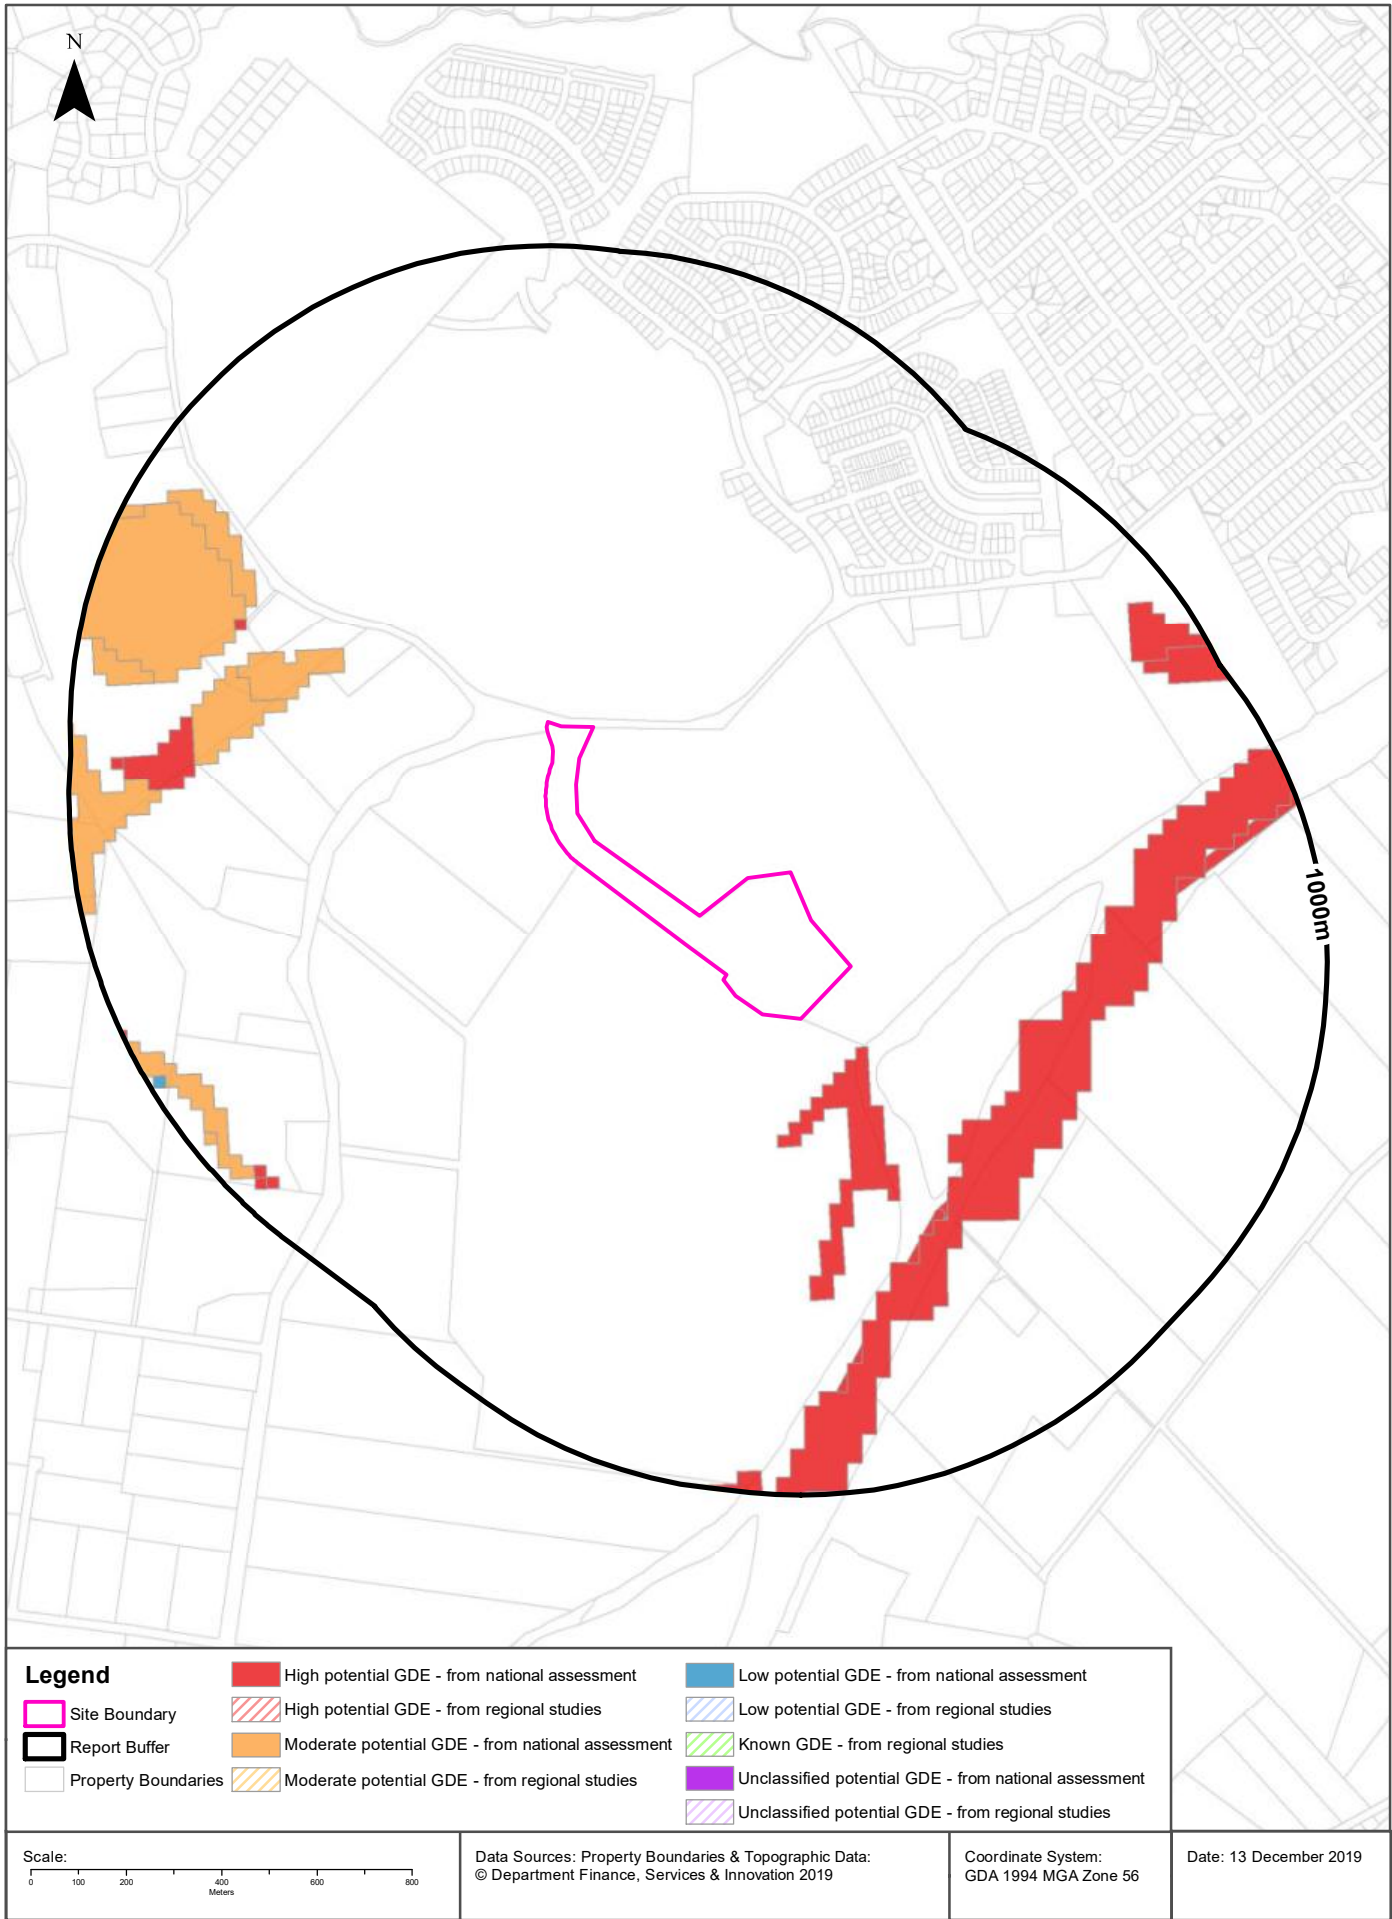 N
1000m
Legend
Site Boundary
Report Buffer
Property Boundaries
High potential GDE - from national assessment
High potential GDE - from regional studies
Moderate potential GDE - from national assessment
Moderate potential GDE - from regional studies
Low potential GDE - from national assessment
Low potential GDE - from regional studies
Known GDE - from regional studies
Unclassified potential GDE - from national assessment
Unclassified potential GDE - from regional studies
Scale:
0 100 200 400 600 800
Meters
Data Sources: Property Boundaries & Topographic Data:
© Department Finance, Services & Innovation 2019
Coordinate System:
GDA 1994 MGA Zone 56
Date: 13 December 2019